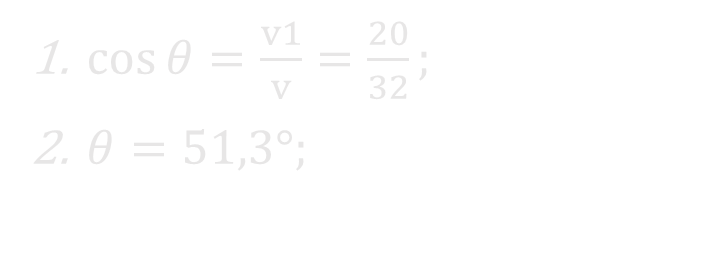 1. cos θ = v1/v = 20/32;
2. θ = 51,3°;